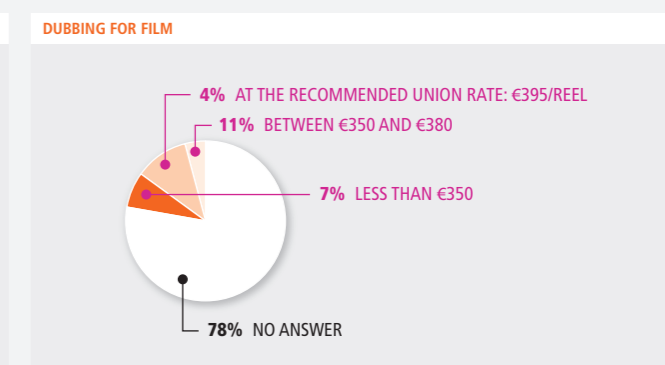 DUBBING FOR FILM
4% AT THE RECOMMENDED UNION RATE: €395/REEL
11% BETWEEN €350 AND €380
7% LESS THAN €350
78% NO ANSWER